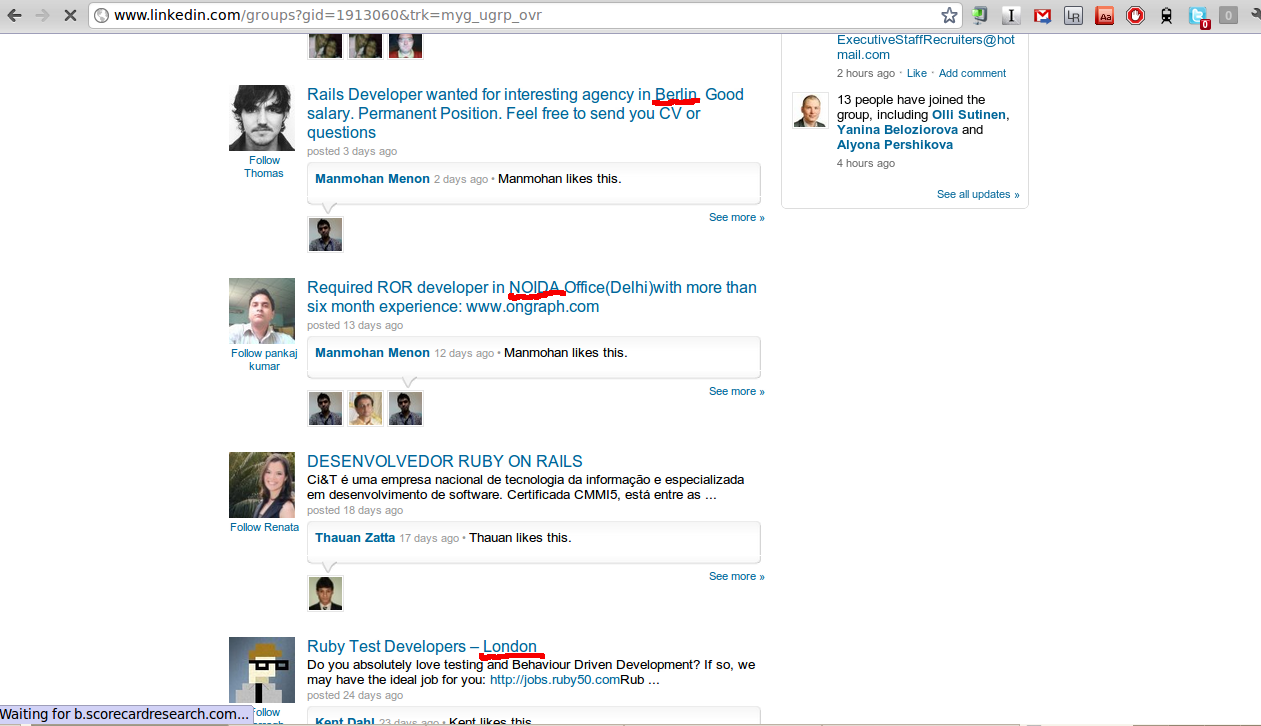 www.linkedin.com/groups?gid=1913060&trk=myg_ugrp_ovr
I
LR
Aa
0
0
Rails Developer wanted for interesting agency in Berlin. Good
salary. Permanent Position. Feel free to send you CV or
questions
posted 3 days ago
Follow
Thomas
Manmohan Menon 2 days ago • Manmohan likes this.
See more »
Required ROR developer in NOIDA Office(Delhi)with more than
six month experience: www.ongraph.com
posted 13 days ago
Follow pankaj
kumar
Manmohan Menon 12 days ago • Manmohan likes this.
See more »
DESENVOLVEDOR RUBY ON RAILS
Ci&T é uma empresa nacional de tecnologia da informação e especializada
em desenvolvimento de software. Certificada CMMI5, está entre as ...
posted 18 days ago
Follow Renata
Thauan Zatta 17 days ago • Thauan likes this.
See more »
Ruby Test Developers – London
Do you absolutely love testing and Behaviour Driven Development? If so, we
may have the ideal job for you: http://jobs.ruby50.comRub ...
posted 24 days ago
Follow
Kent Dahl 23 days ago • Kent likes this.
ExecutiveStaffRecruiters@hot
mail.com
2 hours ago · Like · Add comment
13 people have joined the
group, including Olli Sutinen,
Yanina Beloziorova and
Alyona Pershikova
4 hours ago
See all updates »
Waiting for b.scorecardresearch.com...